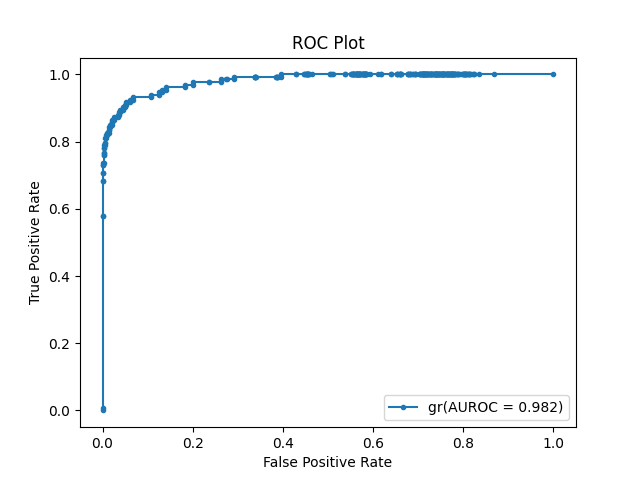 ROC Plot
True Positive Rate
1.0
0.8
0.6
0.4
0.2
0.0
gr(AUROC = 0.982)
0.0 0.2 0.4 0.6 0.8 1.0
False Positive Rate